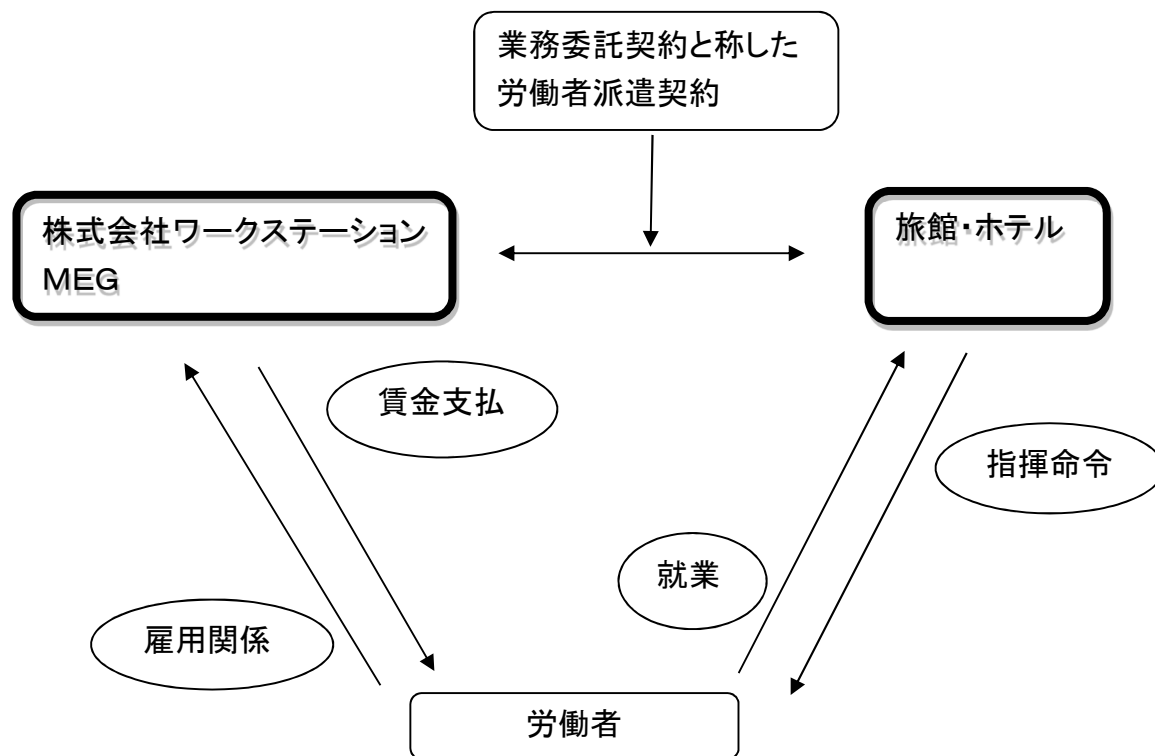 業務委託契約と称した
労働者派遣契約
株式会社ワークステーション
MEG
旅館・ホテル
賃金支払
指揮命令
就業
雇用関係
労働者